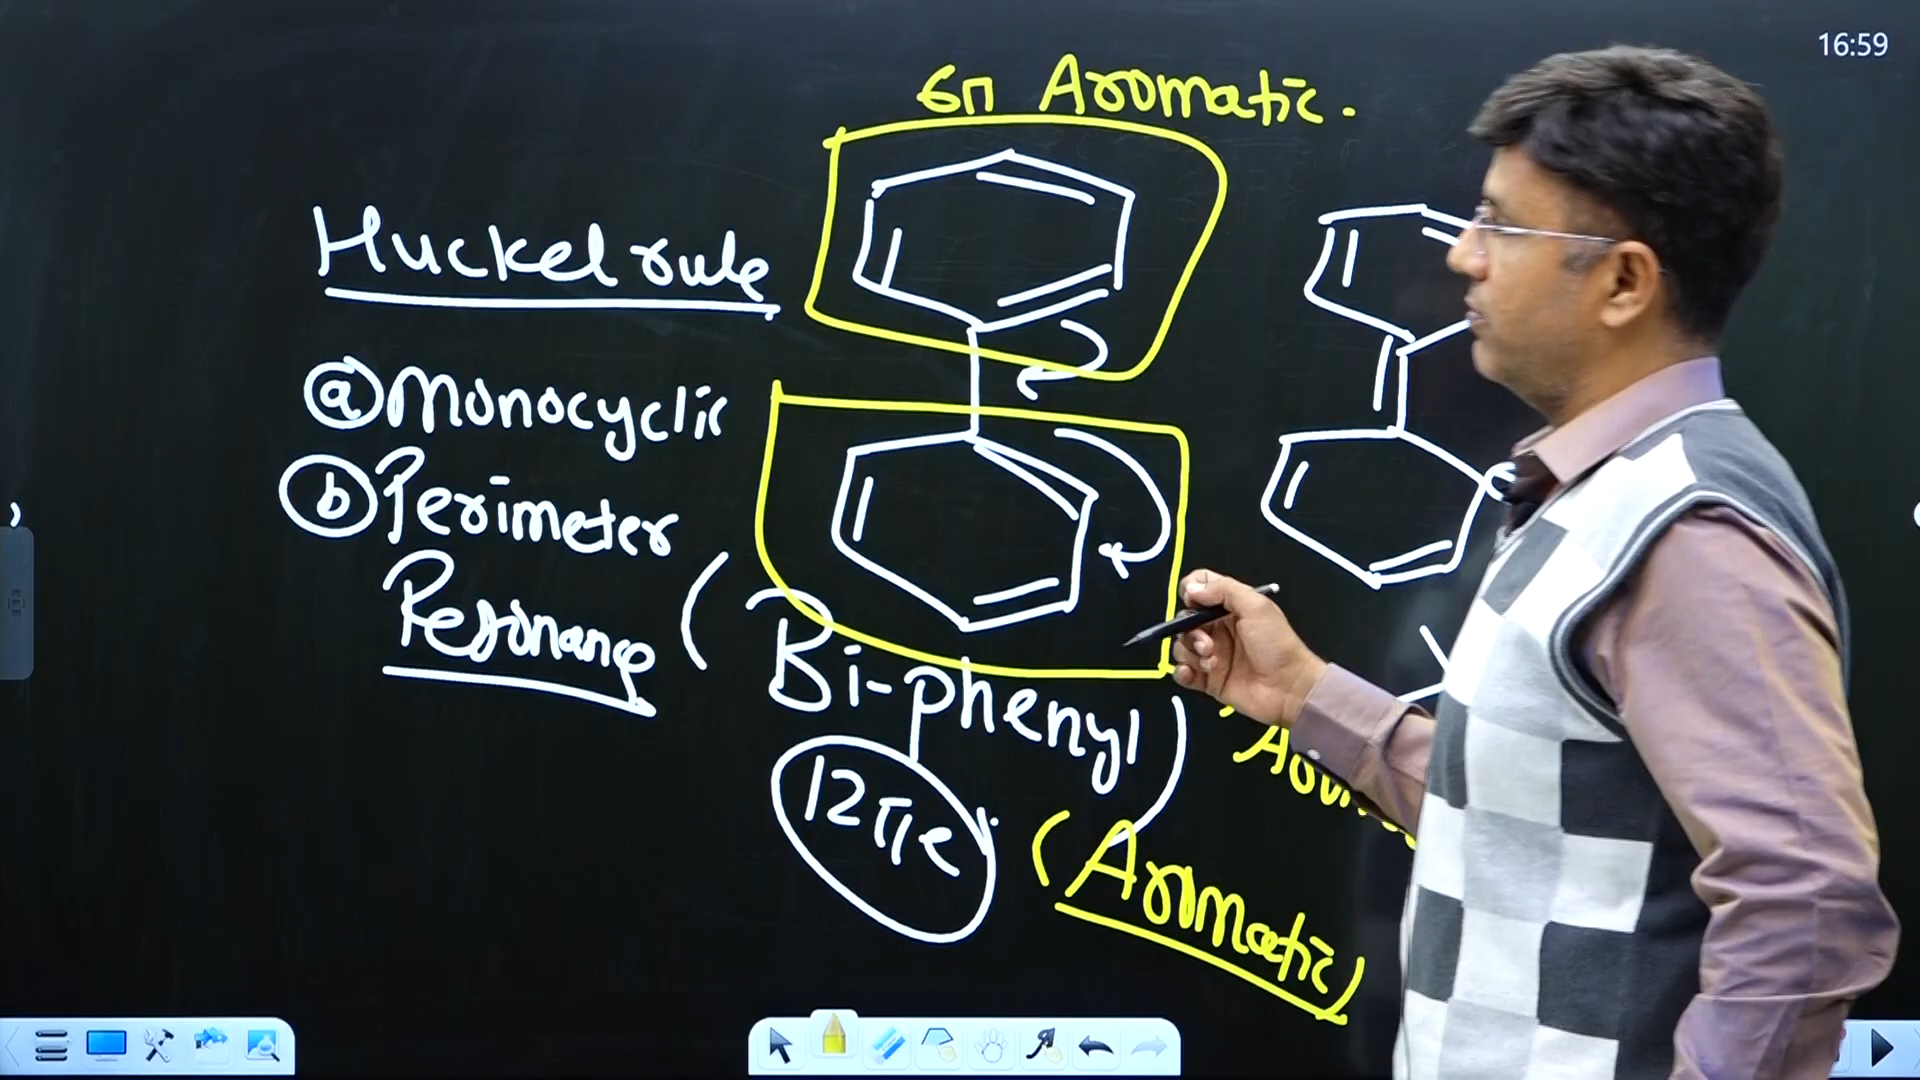 16:59
6π Aromatic.
Huckel rule
(a) Monocyclic
(b) Perimeter
Resonance
(Bi-phenyl)
12πe
(Aromatic)